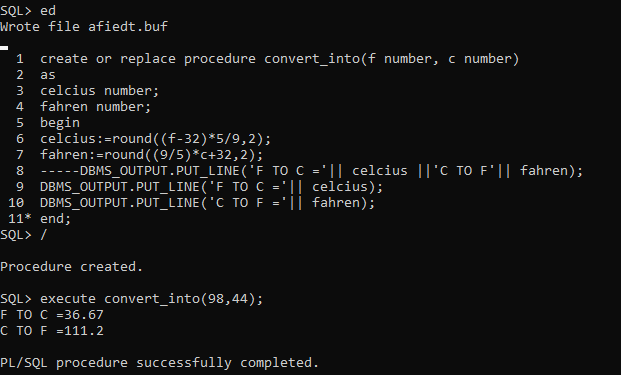 SQL> ed
Wrote file afiedt.buf
1 create or replace procedure convert_into(f number, c number)
2 as
3 celcius number;
4 fahren number;
5 begin
6 celcius:=round((f-32)*5/9,2);
7 fahren:=round((9/5)*c+32,2);
8 -----DBMS_OUTPUT.PUT_LINE('F TO C ='|| celcius ||'C TO F'|| fahren);
9 DBMS_OUTPUT.PUT_LINE('F TO C ='|| celcius);
10 DBMS_OUTPUT.PUT_LINE('C TO F ='|| fahren);
11* end;
SQL> /
Procedure created.
SQL> execute convert_into(98,44);
F TO C =36.67
C TO F =111.2
PL/SQL procedure successfully completed.